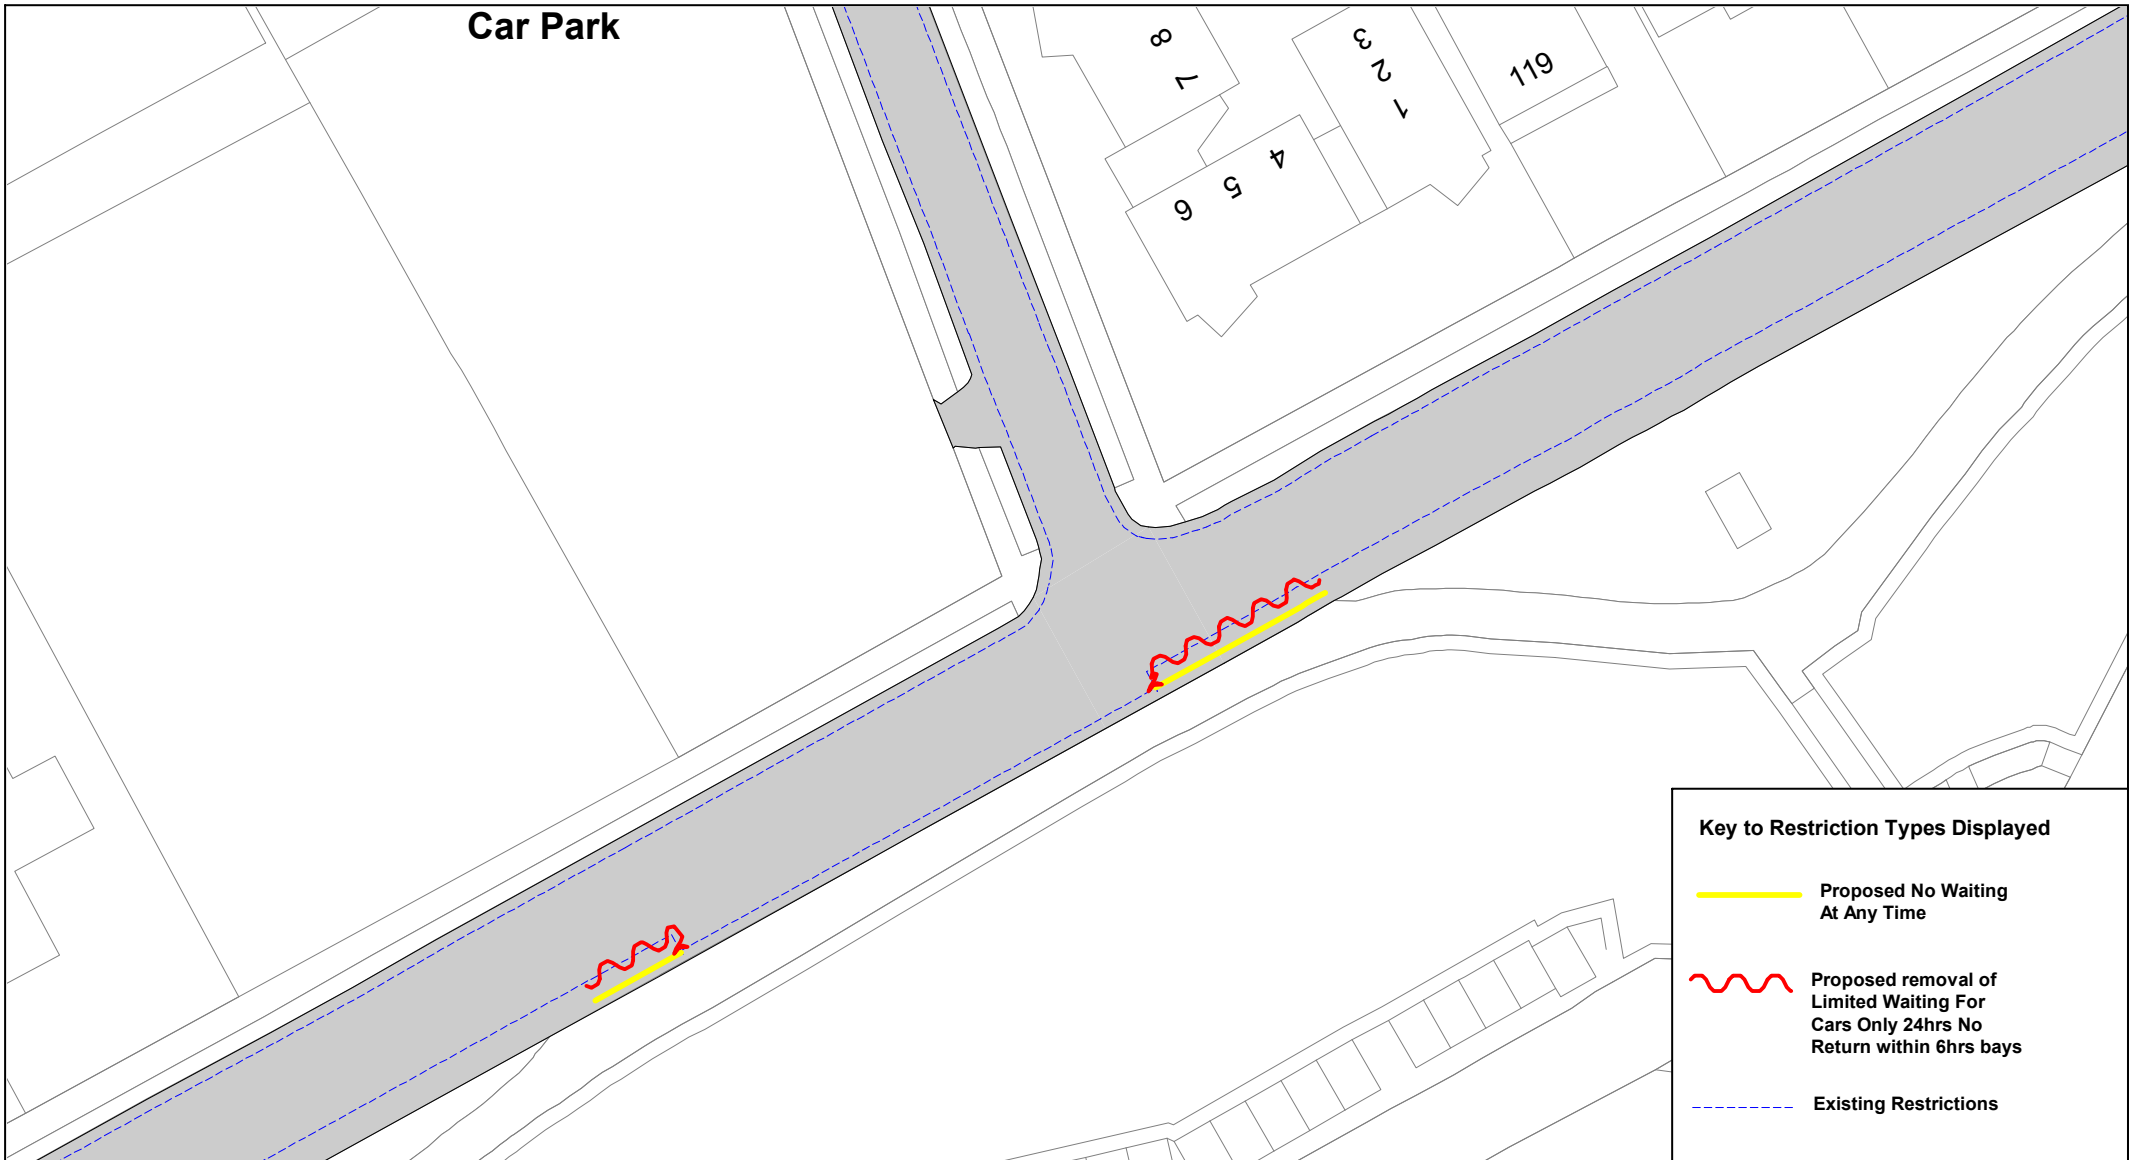 Car Park
8
7
3
2
1
119
4
5
6
Key to Restriction Types Displayed
Proposed No Waiting
At Any Time
Proposed removal of
Limited Waiting For
Cars Only 24hrs No
Return within 6hrs bays
Existing Restrictions